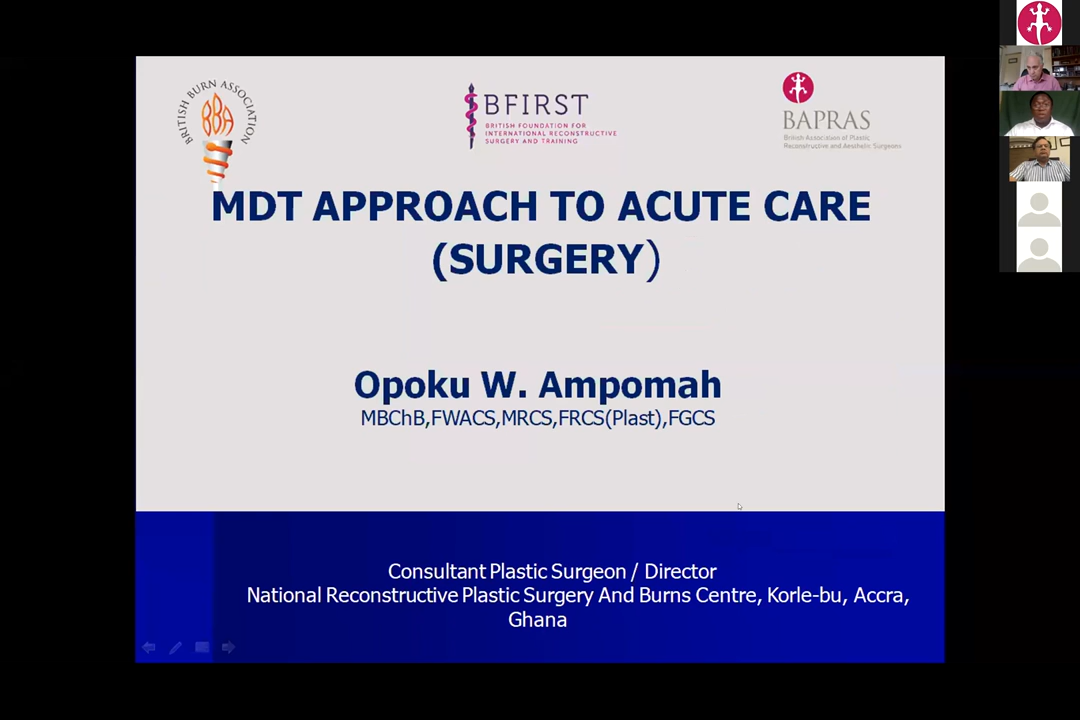 BRITISH BURN ASSOCIATION
BBA
BFIRST
BRITISH FOUNDATION FOR
INTERNATIONAL RECONSTRUCTIVE
SURGERY AND TRAINING
BAPRAS
British Association of Plastic
Reconstructive and Aesthetic Surgeons
MDT APPROACH TO ACUTE CARE
(SURGERY)
Opoku W. Ampomah
MBChB,FWACS,MRCS,FRCS(Plast),FGCS
Consultant Plastic Surgeon / Director
National Reconstructive Plastic Surgery And Burns Centre, Korle-bu, Accra,
Ghana